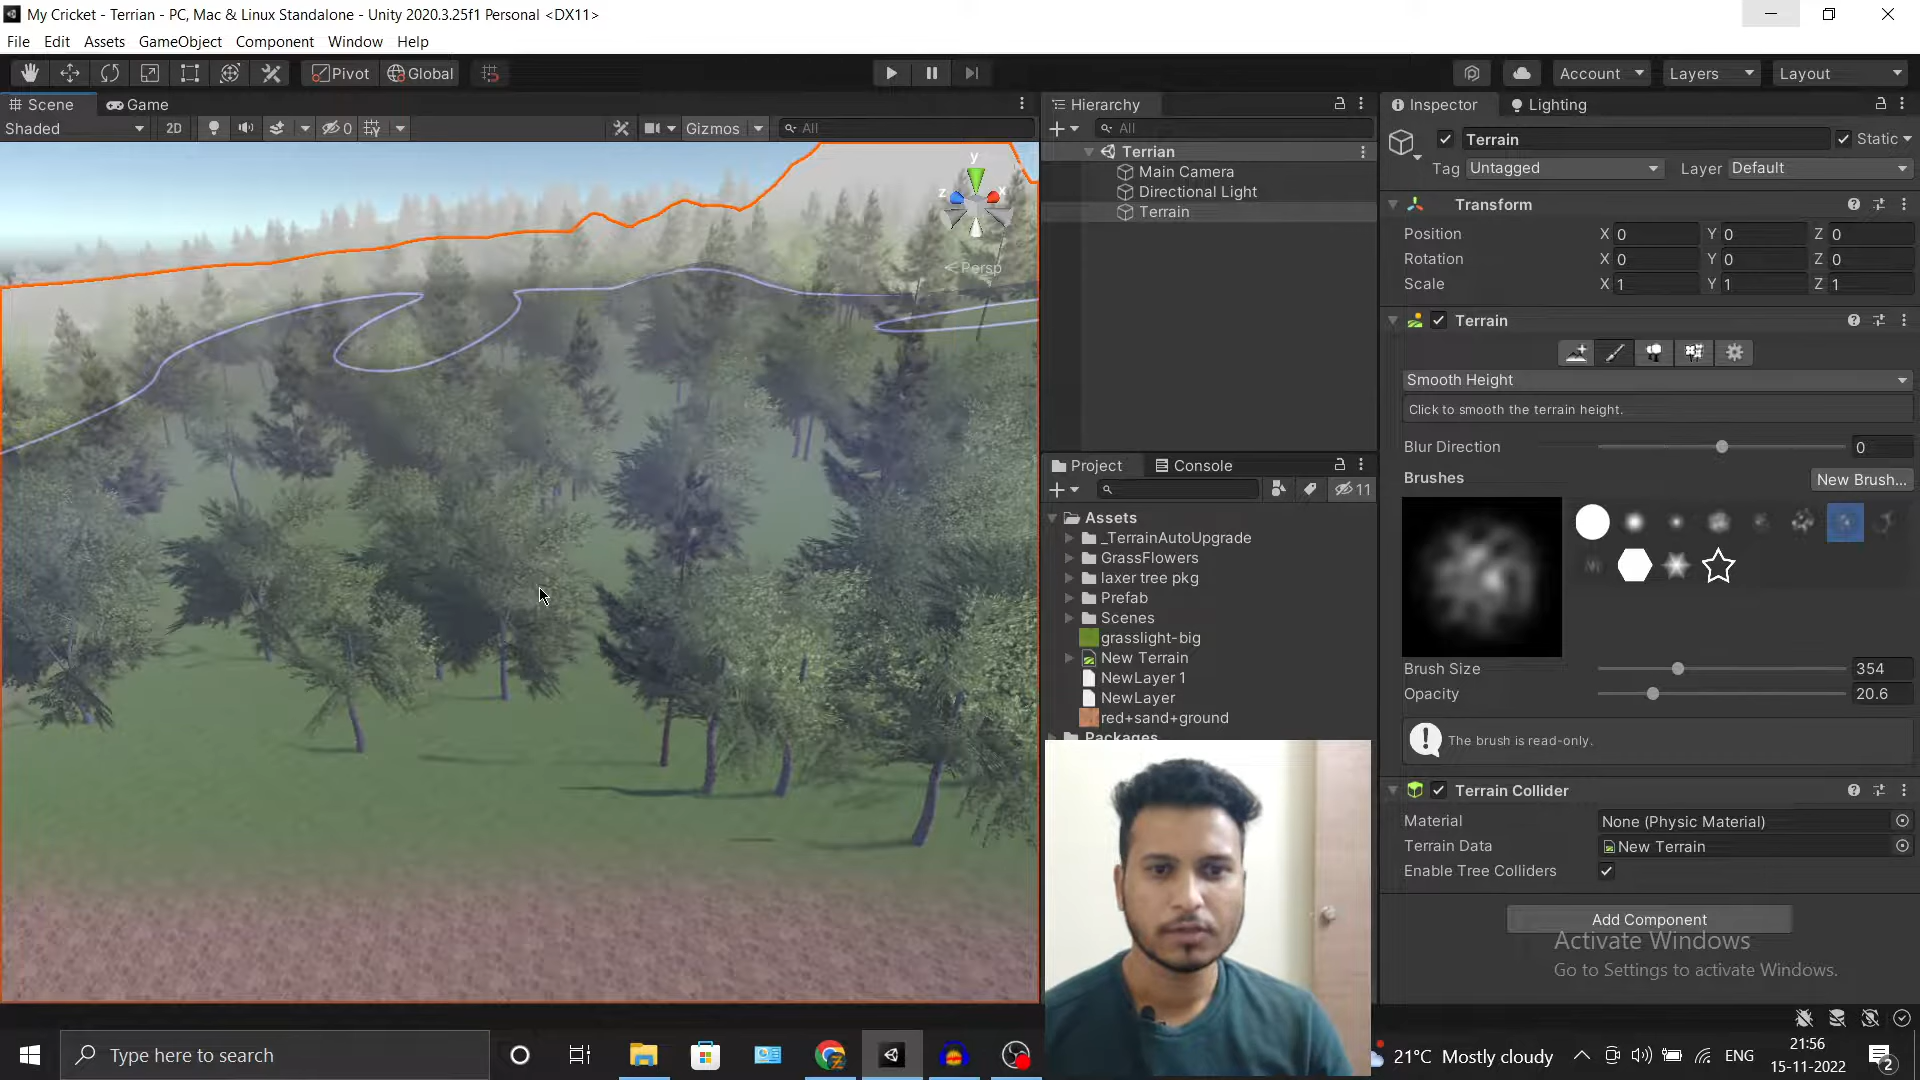 My Cricket - Terrian - PC, Mac & Linux Standalone - Unity 2020.3.25f1 Personal <DX11>
File Edit Assets GameObject Component Window Help
Pivot Global Account Layers Layout
Scene Game
Shaded 2D 0 Gizmos All
y
x
z
Persp
Hierarchy
All
Terrian
Main Camera
Directional Light
Terrain
Project Console
11
Assets
_TerrainAutoUpgrade
GrassFlowers
laxer tree pkg
Prefab
Scenes
grasslight-big
New Terrain
NewLayer 1
NewLayer
red+sand+ground
Packages
Inspector Lighting
Terrain Static
Tag Untagged Layer Default
Transform
Position X 0 Y 0 Z 0
Rotation X 0 Y 0 Z 0
Scale X 1 Y 1 Z 1
Terrain
Smooth Height
Click to smooth the terrain height.
Blur Direction 0
Brushes New Brush...
Brush Size 354
Opacity 20.6
The brush is read-only.
Terrain Collider
Material None (Physic Material)
Terrain Data New Terrain
Enable Tree Colliders
Add Component
Activate Windows
Go to Settings to activate Windows.
Type here to search
21°C Mostly cloudy
ENG
21:56
15-11-2022
2